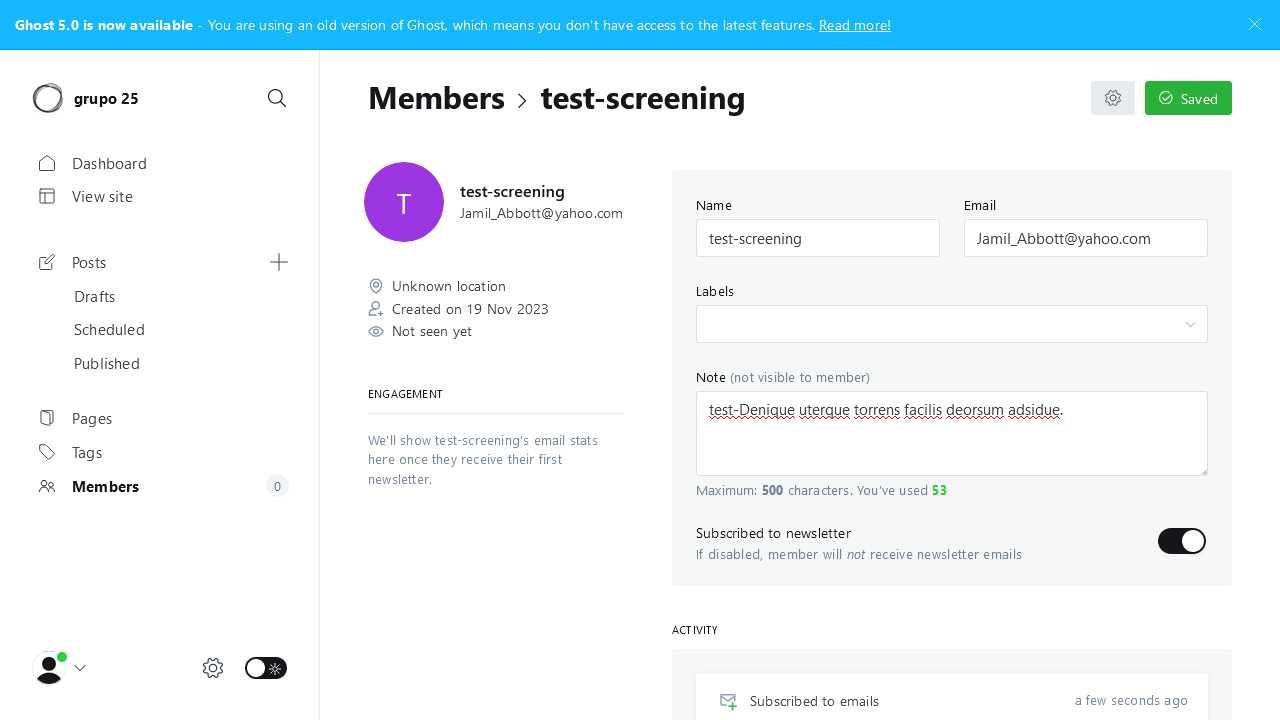 Ghost 5.0 is now available - You are using an old version of Ghost, which means you don't have access to the latest features. Read more!
grupo 25
Dashboard
View site
Posts
Drafts
Scheduled
Published
Pages
Tags
Members 0
Members test-screening
Saved
T
test-screening
Jamil_Abbott@yahoo.com
Unknown location
Created on 19 Nov 2023
Not seen yet
ENGAGEMENT
We'll show test-screening's email stats
here once they receive their first
newsletter.
Name Email
test-screening Jamil_Abbott@yahoo.com
Labels
Note (not visible to member)
test-Denique uterque torrens facilis deorsum adsidue.
Maximum: 500 characters. You've used 53
Subscribed to newsletter
If disabled, member will not receive newsletter emails
ACTIVITY
Subscribed to emails a few seconds ago